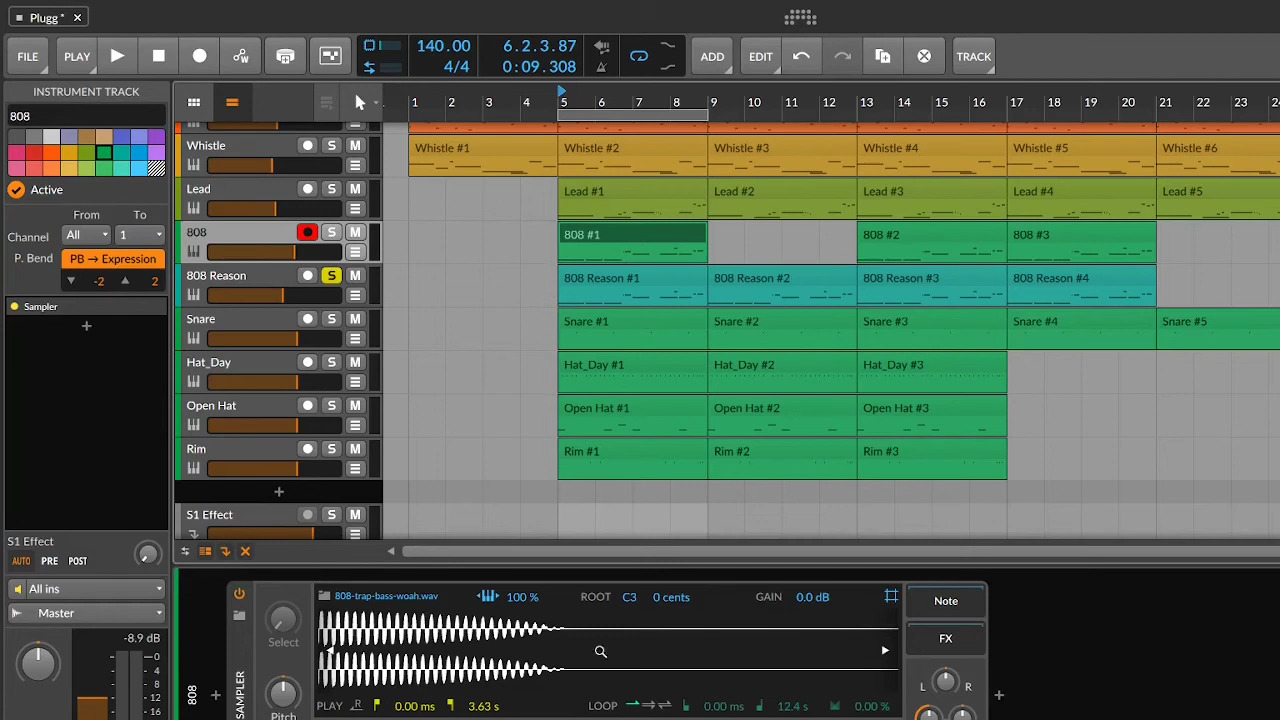 Plugg *
FILE PLAY ADD EDIT TRACK
140.00 6.2.3.87
4/4 0:09.308
INSTRUMENT TRACK
808
Active
From To
Channel All 1
P. Bend PB → Expression
-2 2
Sampler
+
S1 Effect
AUTO PRE POST
All ins
Master
-8.9 dB
0
4
8
12
16
1 2 3 4 5 6 7 8 9 10 11 12 13 14 15 16 17 18 19 20 21 22 23 24
Whistle S M Whistle #1 Whistle #2 Whistle #3 Whistle #4 Whistle #5 Whistle #6
Lead S M Lead #1 Lead #2 Lead #3 Lead #4 Lead #5
808 S M 808 #1 808 #2 808 #3
808 Reason S M 808 Reason #1 808 Reason #2 808 Reason #3 808 Reason #4
Snare S M Snare #1 Snare #2 Snare #3 Snare #4 Snare #5
Hat_Day S M Hat_Day #1 Hat_Day #2 Hat_Day #3
Open Hat S M Open Hat #1 Open Hat #2 Open Hat #3
Rim S M Rim #1 Rim #2 Rim #3
+
S1 Effect S M
808
SAMPLER
Select
Pitch
808-trap-bass-woah.wav 100 % ROOT C3 0 cents GAIN 0.0 dB
PLAY R 0.00 ms 3.63 s LOOP 0.00 ms 12.4 s 0.00 %
Note
FX
L R